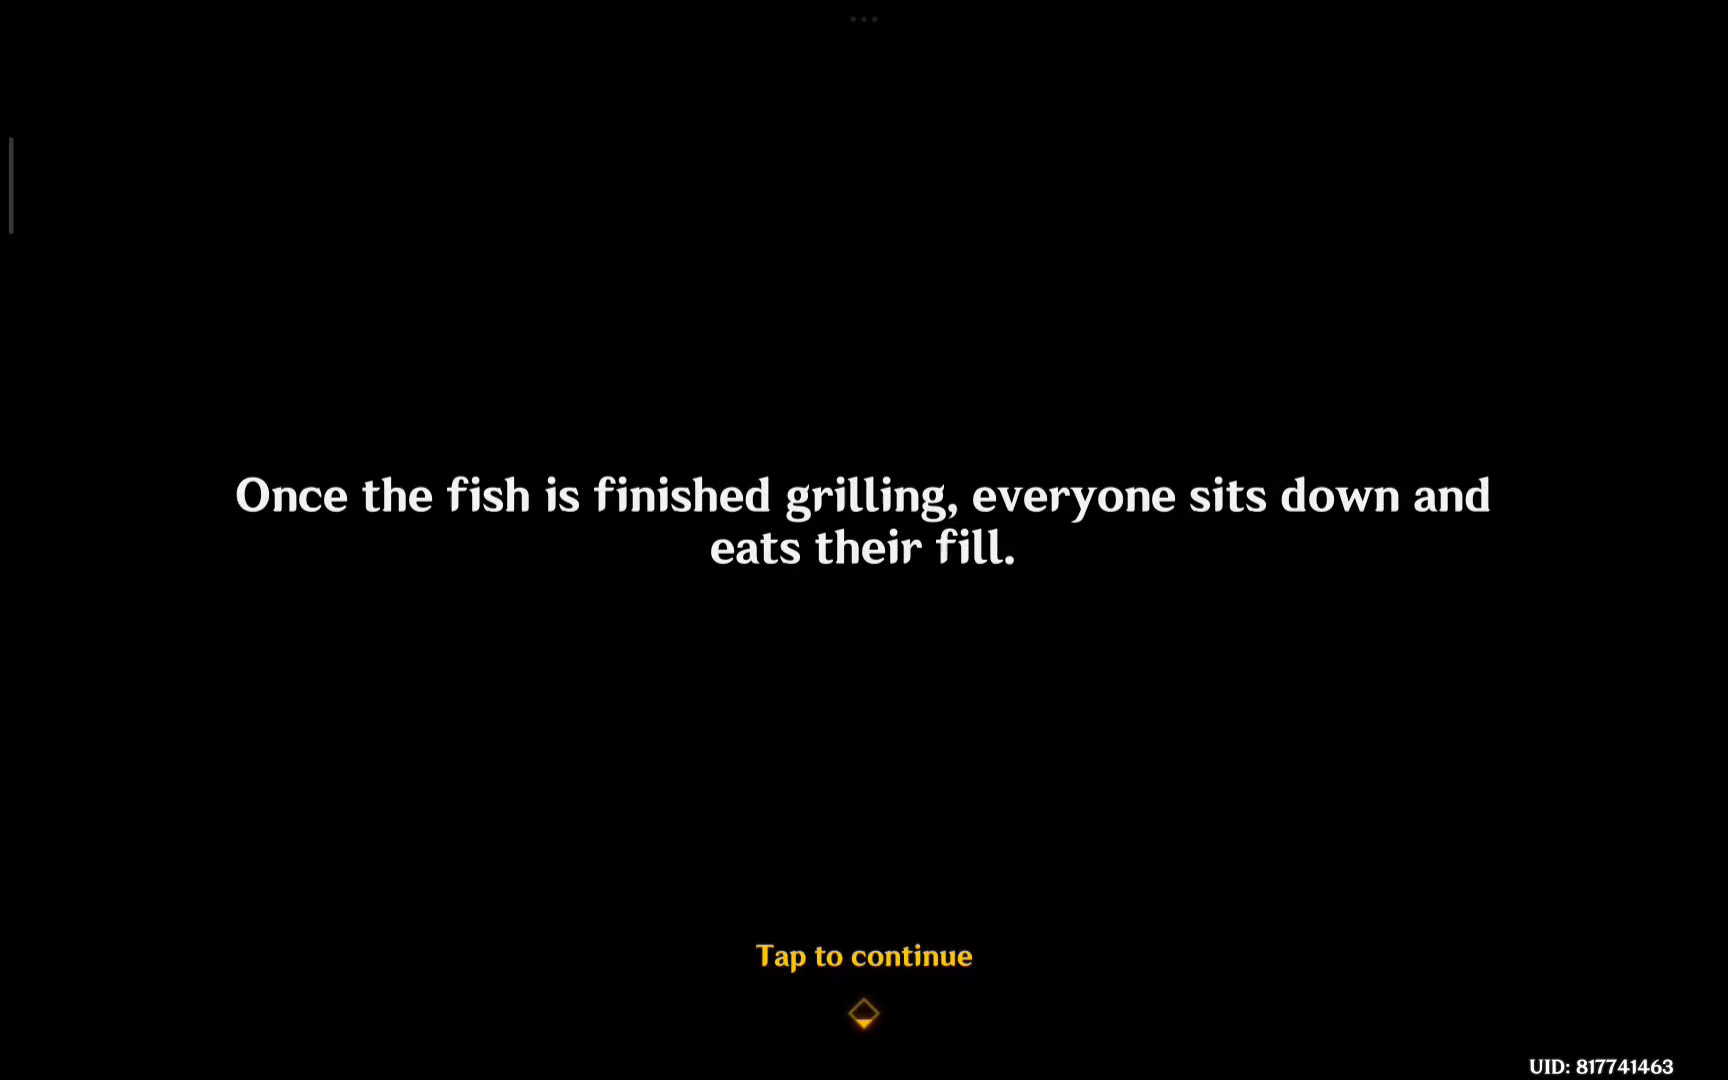 Once the fish is finished grilling, everyone sits down and
eats their fill.
Tap to continue
UID: 817741463